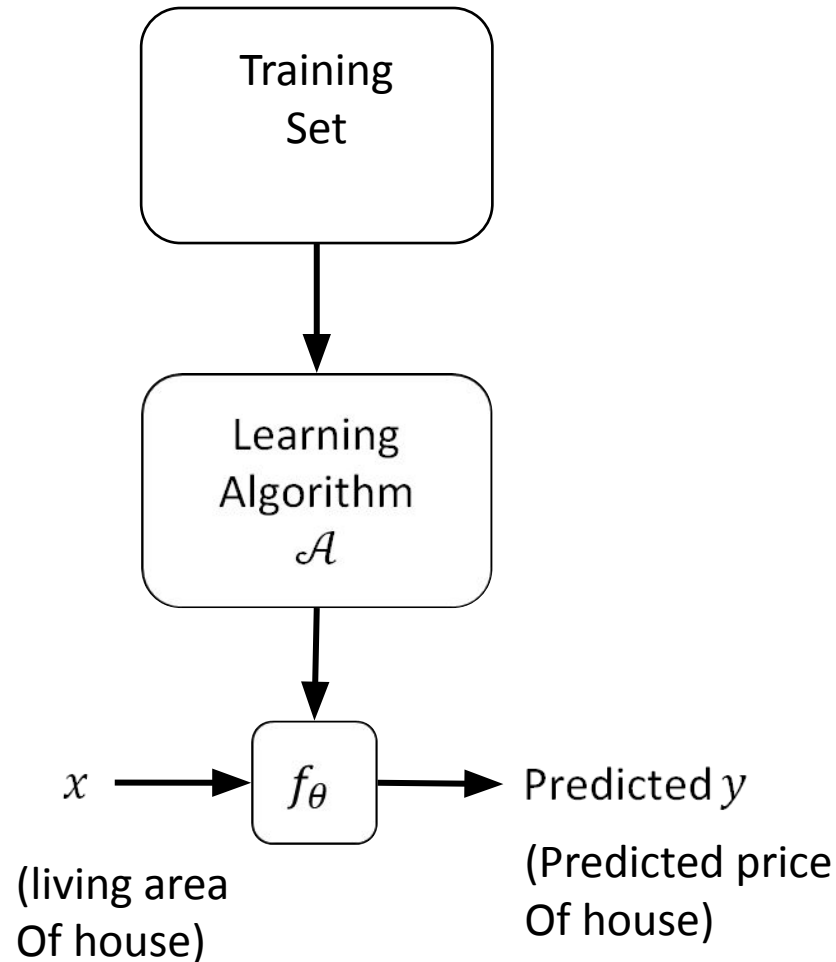 Training
Set
Learning
Algorithm
𝒜
x
f_θ
Predicted y
(living area
Of house)
(Predicted price
Of house)